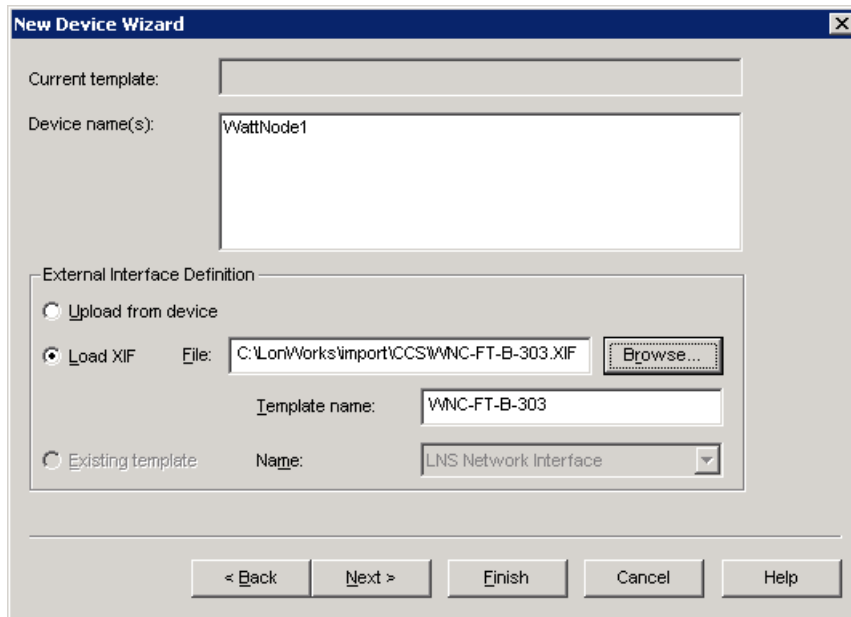 New Device Wizard
Current template:
Device name(s): WattNode1
External Interface Definition
Upload from device
Load XIF File: C:\LonWorks\import\CCS\WNC-FT-B-303.XIF Browse...
Template name: WNC-FT-B-303
Existing template Name: LNS Network Interface
< Back Next > Finish Cancel Help